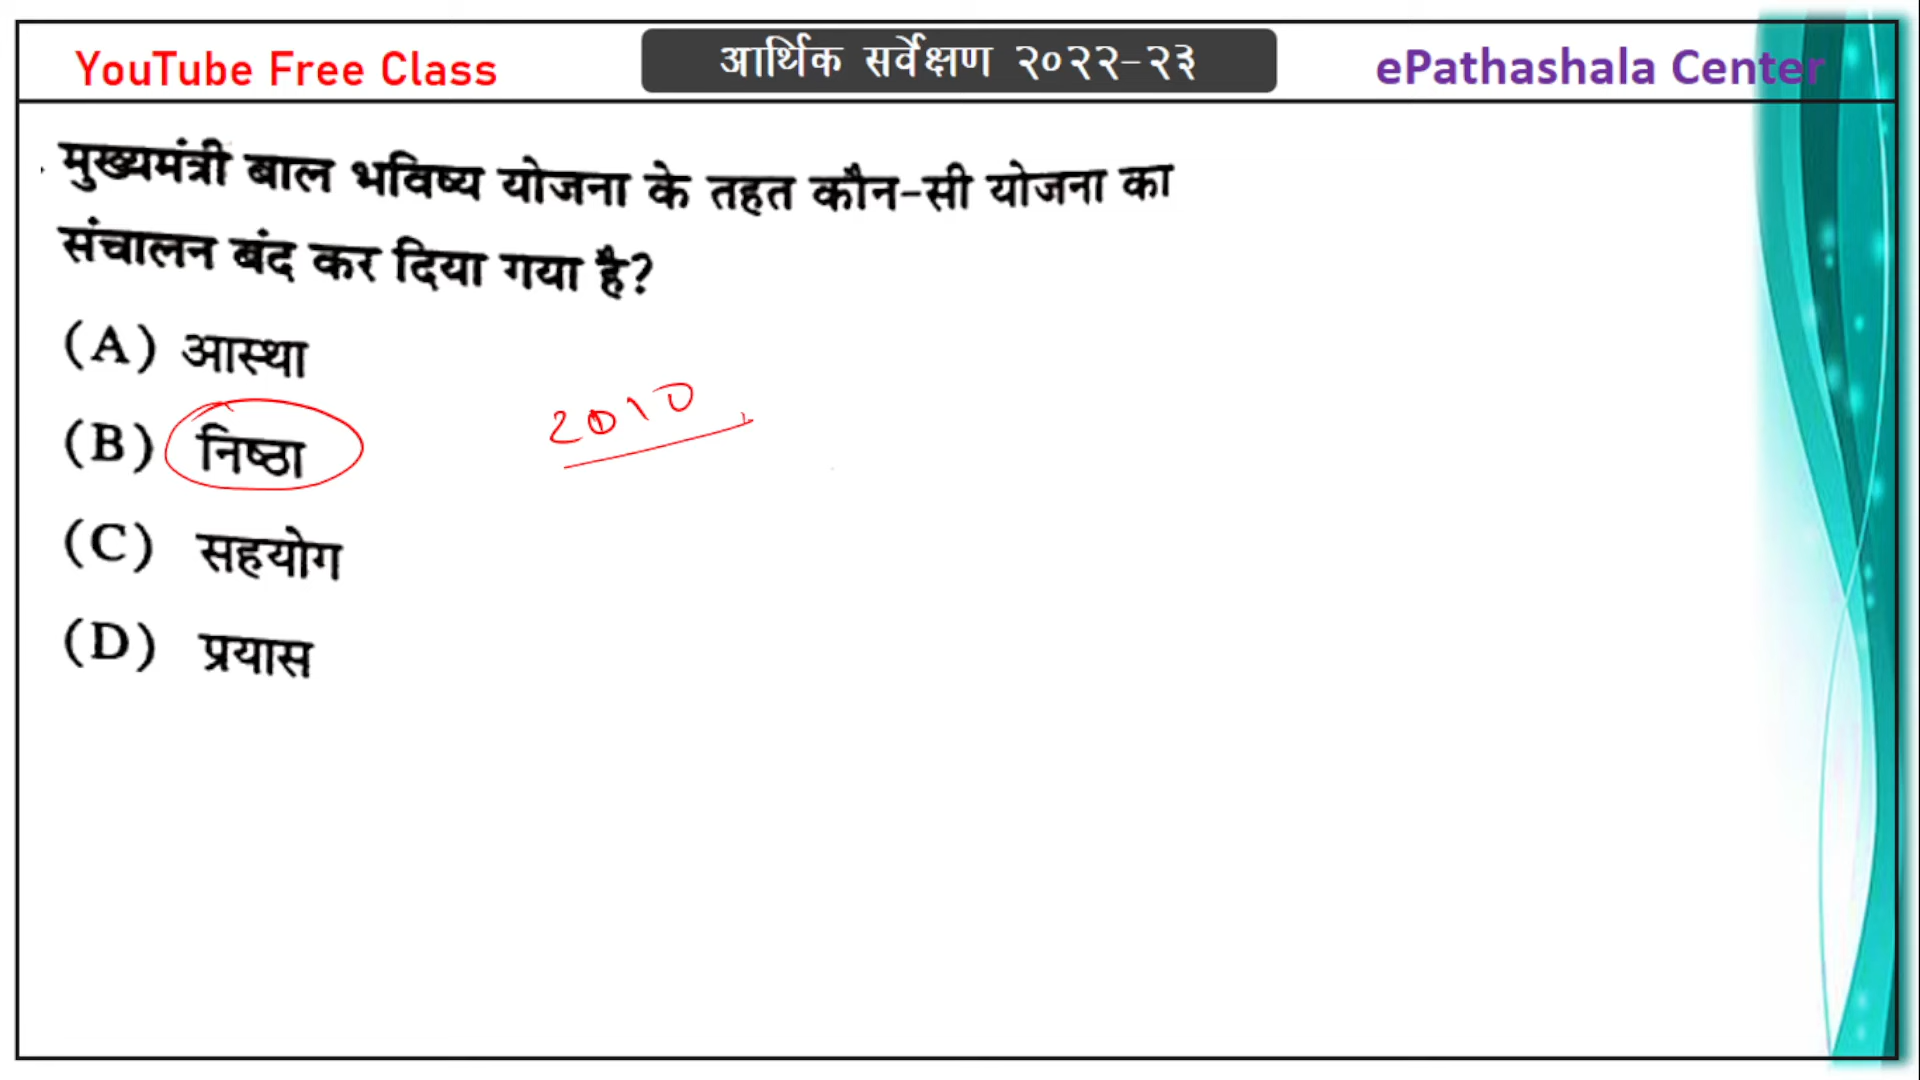 YouTube Free Class
आर्थिक सर्वेक्षण २०२२-२३
ePathashala Center
मुख्यमंत्री बाल भविष्य योजना के तहत कौन-सी योजना का
संचालन बंद कर दिया गया है?
(A) आस्था
(B) निष्ठा
2010
(C) सहयोग
(D) प्रयास